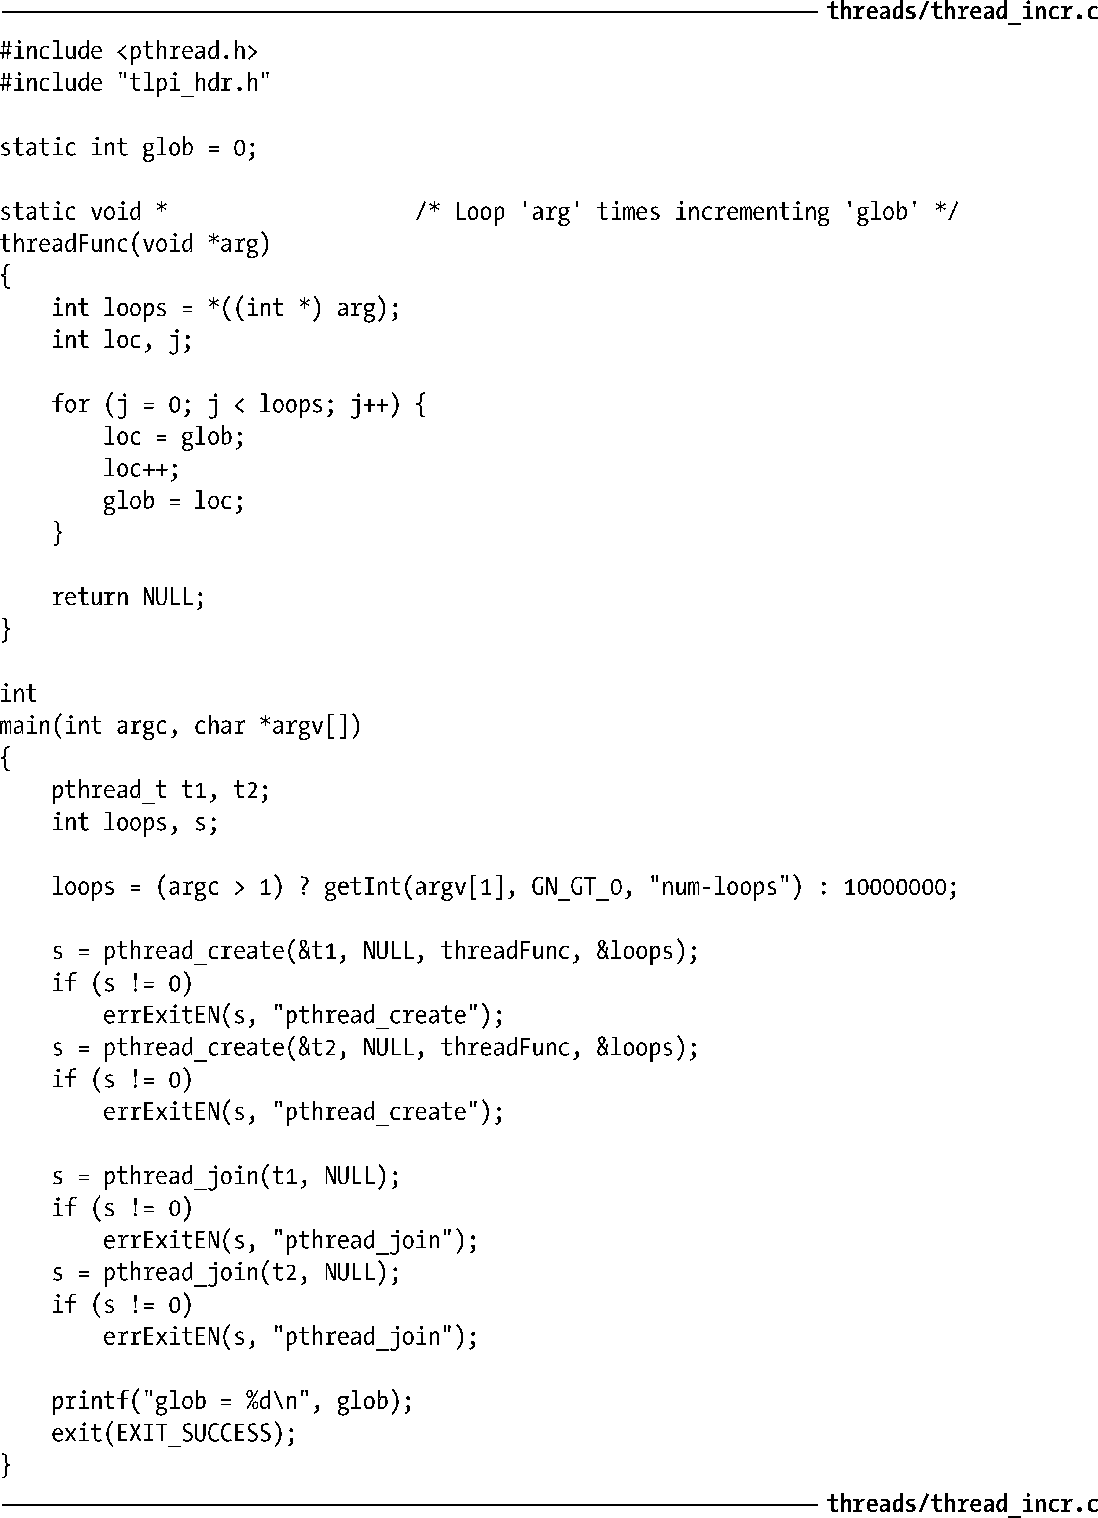 threads/thread_incr.c
#include <pthread.h>
#include "tlpi_hdr.h"
static int glob = 0;
static void * /* Loop 'arg' times incrementing 'glob' */
threadFunc(void *arg)
{
    int loops = *((int *) arg);
    int loc, j;
    for (j = 0; j < loops; j++) {
        loc = glob;
        loc++;
        glob = loc;
    }
    return NULL;
}
int
main(int argc, char *argv[])
{
    pthread_t t1, t2;
    int loops, s;
    loops = (argc > 1) ? getInt(argv[1], GN_GT_0, "num-loops") : 10000000;
    s = pthread_create(&t1, NULL, threadFunc, &loops);
    if (s != 0)
        errExitEN(s, "pthread_create");
    s = pthread_create(&t2, NULL, threadFunc, &loops);
    if (s != 0)
        errExitEN(s, "pthread_create");
    s = pthread_join(t1, NULL);
    if (s != 0)
        errExitEN(s, "pthread_join");
    s = pthread_join(t2, NULL);
    if (s != 0)
        errExitEN(s, "pthread_join");
    printf("glob = %d\n", glob);
    exit(EXIT_SUCCESS);
}
threads/thread_incr.c